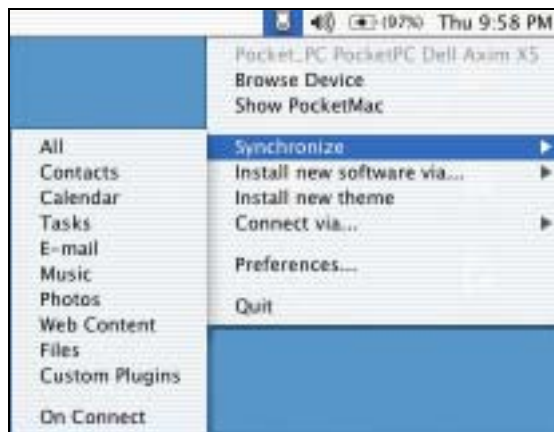 (97%) Thu 9:58 PM
Pocket_PC PocketPC Dell Axim X5
Browse Device
Show PocketMac
Synchronize
Install new software via...
Install new theme
Connect via...
Preferences...
Quit
All
Contacts
Calendar
Tasks
E-mail
Music
Photos
Web Content
Files
Custom Plugins
On Connect